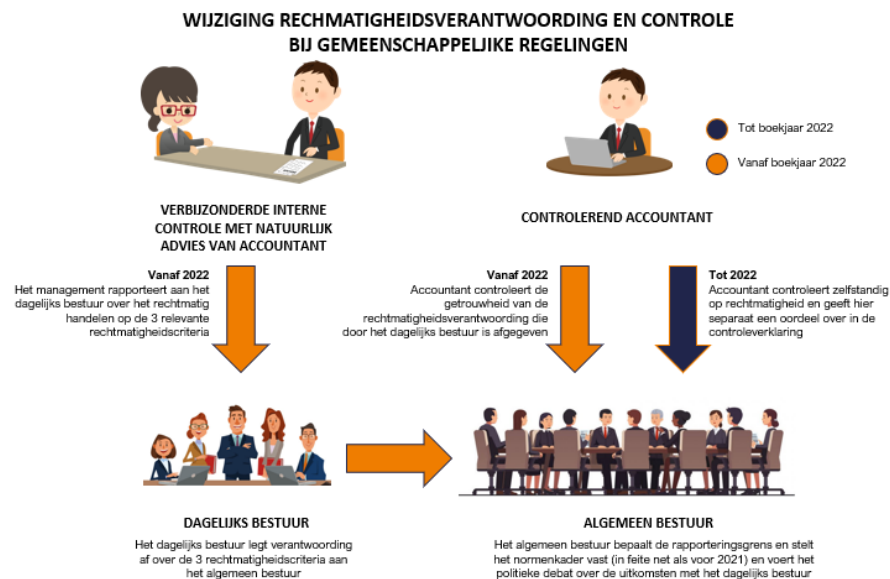 WIJZIGING RECHMATIGHEIDSVERANTWOORDING EN CONTROLE
BIJ GEMEENSCHAPPELIJKE REGELINGEN
Tot boekjaar 2022
Vanaf boekjaar 2022
VERBIJZONDERDE INTERNE
CONTROLE MET NATUURLIJK
ADVIES VAN ACCOUNTANT
CONTROLEREND ACCOUNTANT
Vanaf 2022
Het management rapporteert aan het
dagelijks bestuur over het rechtmatig
handelen op de 3 relevante
rechtmatigheidscriteria
Vanaf 2022
Accountant controleert de
getrouwheid van de
rechtmatigheidsverantwoording die
door het dagelijks bestuur is afgegeven
Tot 2022
Accountant controleert zelfstandig
op rechtmatigheid en geeft hier
separaat een oordeel over in de
controleverklaring
DAGELIJKS BESTUUR
Het dagelijks bestuur legt verantwoording
af over de 3 rechtmatigheidscriteria aan
het algemeen bestuur
ALGEMEEN BESTUUR
Het algemeen bestuur bepaalt de rapporteringsgrens en stelt
het normenkader vast (in feite net als voor 2021) en voert het
politieke debat over de uitkomsten met het dagelijks bestuur